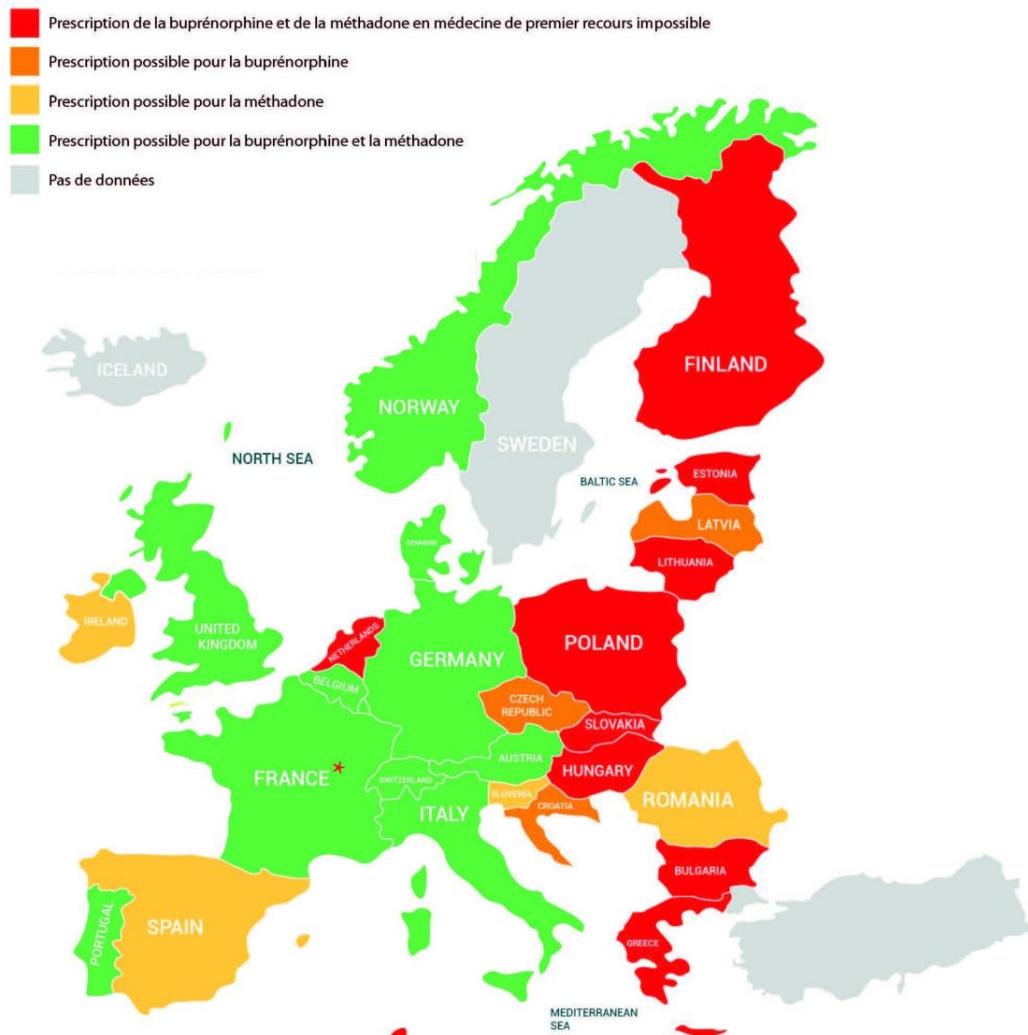 Prescription de la buprénorphine et de la méthadone en médecine de premier recours impossible
Prescription possible pour la buprénorphine
Prescription possible pour la méthadone
Prescription possible pour la buprénorphine et la méthadone
Pas de données
ICELAND
NORWAY
SWEDEN
FINLAND
NORTH SEA
BALTIC SEA
ESTONIA
LATVIA
LITHUANIA
DENMARK
IRELAND
UNITED
KINGDOM
NETHERLANDS
BELGIUM
GERMANY
POLAND
CZECH
REPUBLIC
SLOVAKIA
AUSTRIA
HUNGARY
FRANCE *
SWITZERLAND
SLOVENIA
CROATIA
ROMANIA
ITALY
BULGARIA
PORTUGAL
SPAIN
GREECE
MEDITERRANEAN
SEA